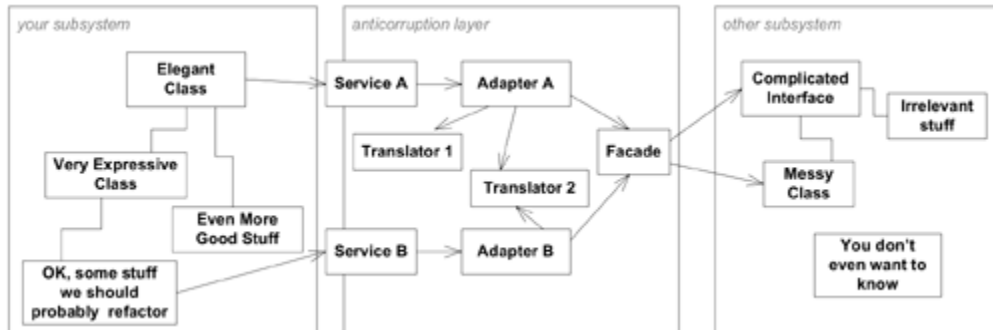 your subsystem
Elegant
Class
Very Expressive
Class
Even More
Good Stuff
OK, some stuff
we should
probably refactor
anticorruption layer
Service A
Adapter A
Translator 1
Translator 2
Facade
Service B
Adapter B
other subsystem
Complicated
Interface
Irrelevant
stuff
Messy
Class
You don't
even want to
know